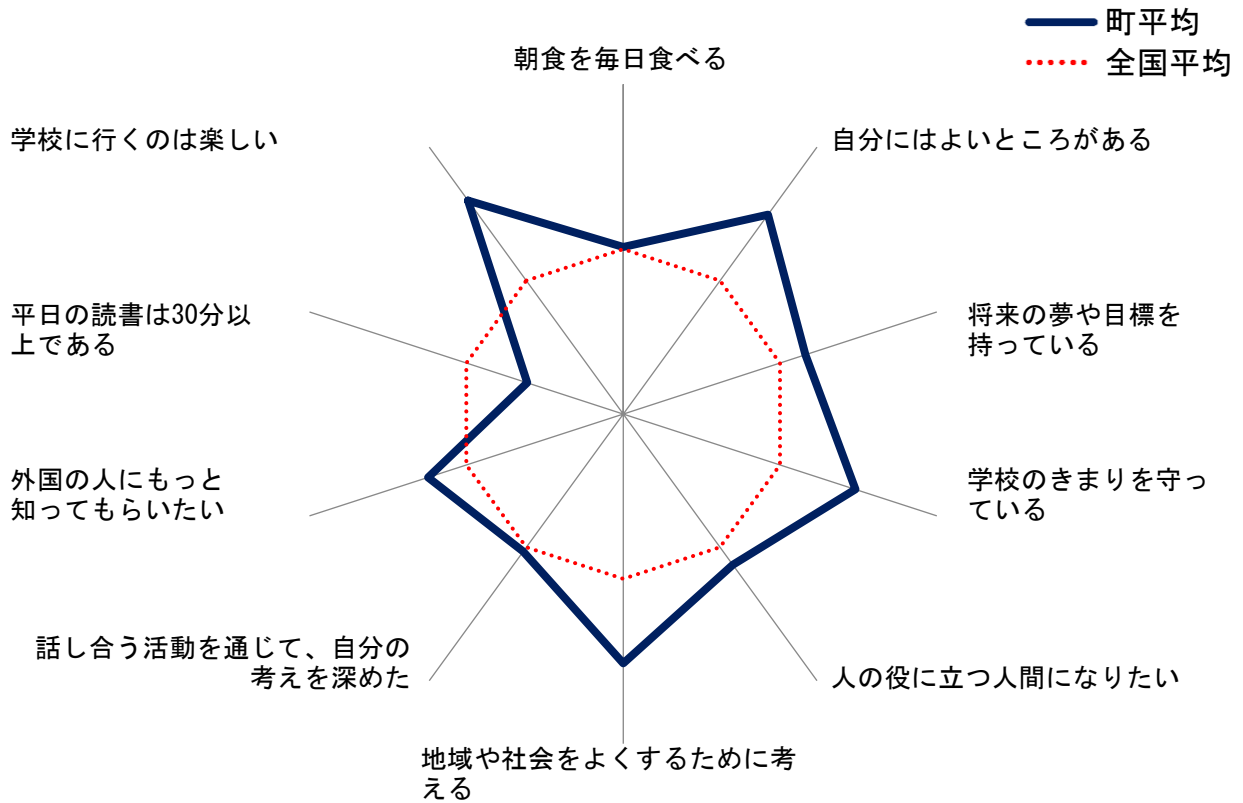 町平均
全国平均
朝食を毎日食べる
自分にはよいところがある
将来の夢や目標を
持っている
学校のきまりを守っ
ている
人の役に立つ人間になりたい
地域や社会をよくするために考
える
話し合う活動を通じて、自分の
考えを深めた
外国の人にもっと
知ってもらいたい
平日の読書は30分以
上である
学校に行くのは楽しい